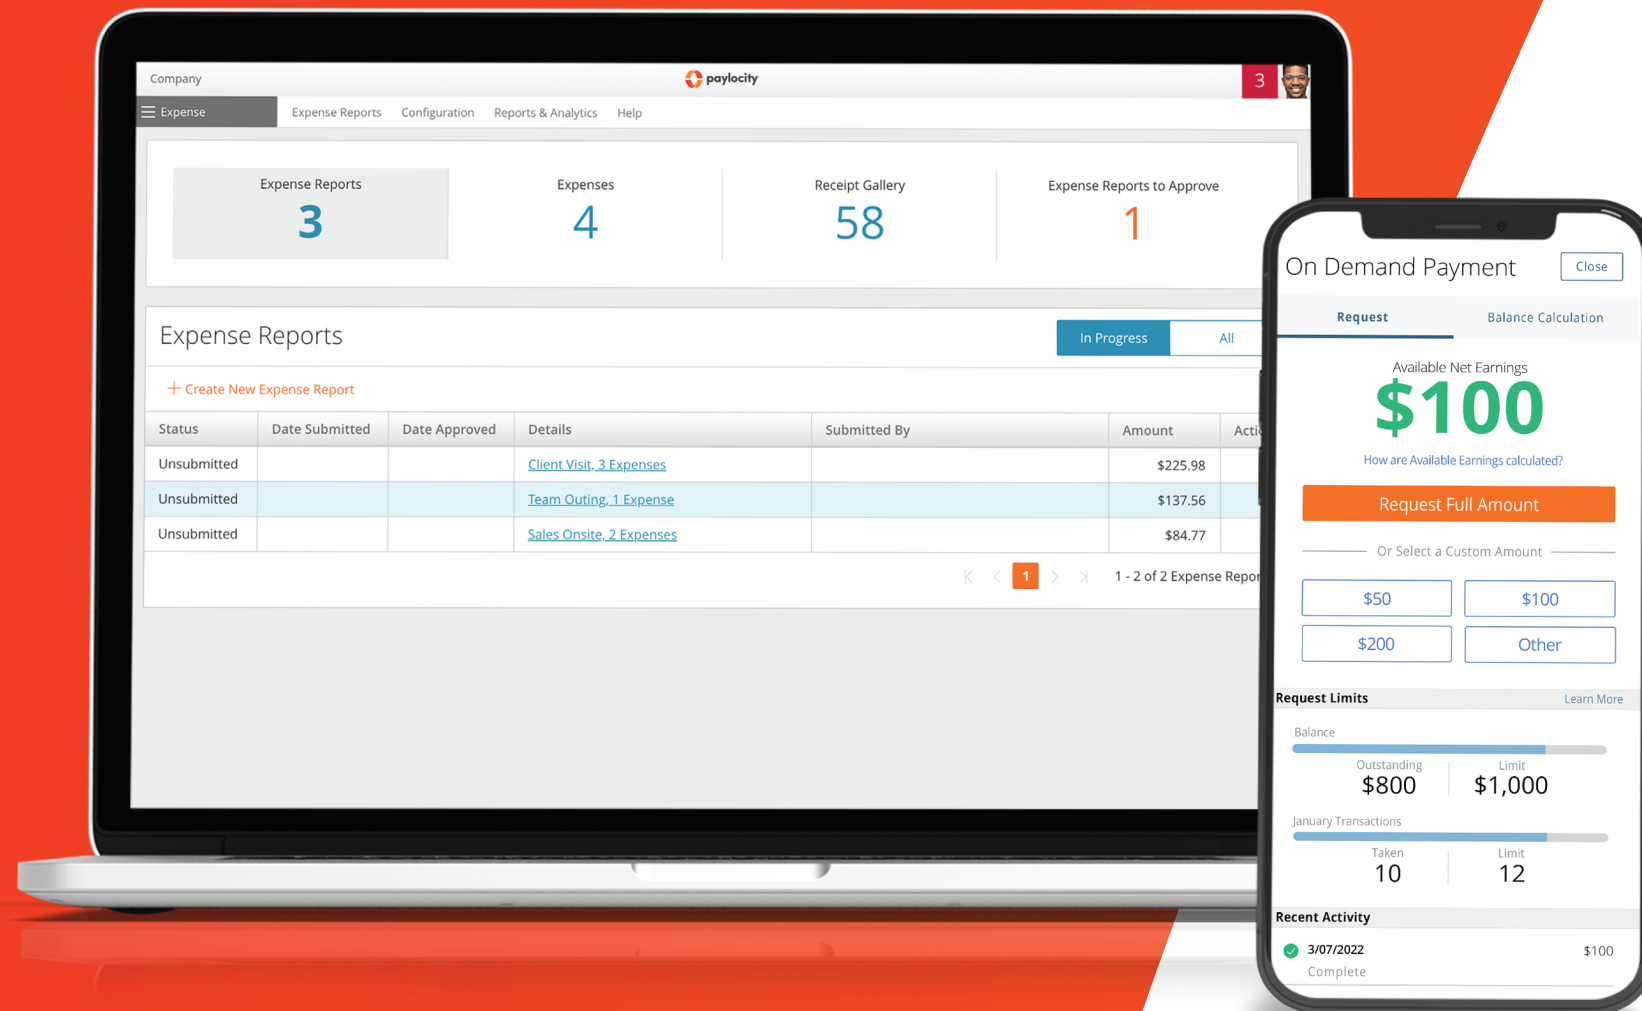 Company
paylocity
3
Expense
Expense Reports
Configuration
Reports & Analytics
Help
Expense Reports
3
Expenses
4
Receipt Gallery
58
Expense Reports to Approve
1
Expense Reports
In Progress
All
+ Create New Expense Report
Status Date Submitted Date Approved Details Submitted By Amount
Unsubmitted Client Visit, 3 Expenses $225.98
Unsubmitted Team Outing, 1 Expense $137.56
Unsubmitted Sales Onsite, 2 Expenses $84.77
1
1 - 2 of 2 Expense
On Demand Payment
Close
Request
Balance Calculation
Available Net Earnings
$100
How are Available Earnings calculated?
Request Full Amount
Or Select a Custom Amount
$50
$100
$200
Other
Request Limits
Learn More
Balance
Outstanding
$800
Limit
$1,000
January Transactions
Taken
10
Limit
12
Recent Activity
3/07/2022
$100
Complete